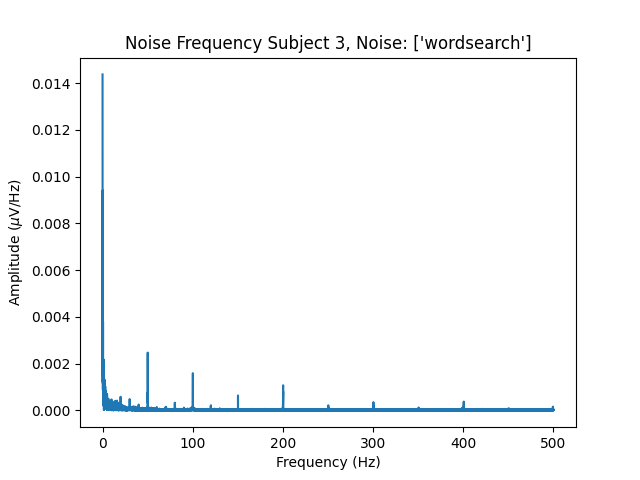 Noise Frequency Subject 3, Noise: ['wordsearch']
0.014
0.012
0.010
0.008
0.006
0.004
0.002
0.000
Amplitude (μV/Hz)
0 100 200 300 400 500
Frequency (Hz)